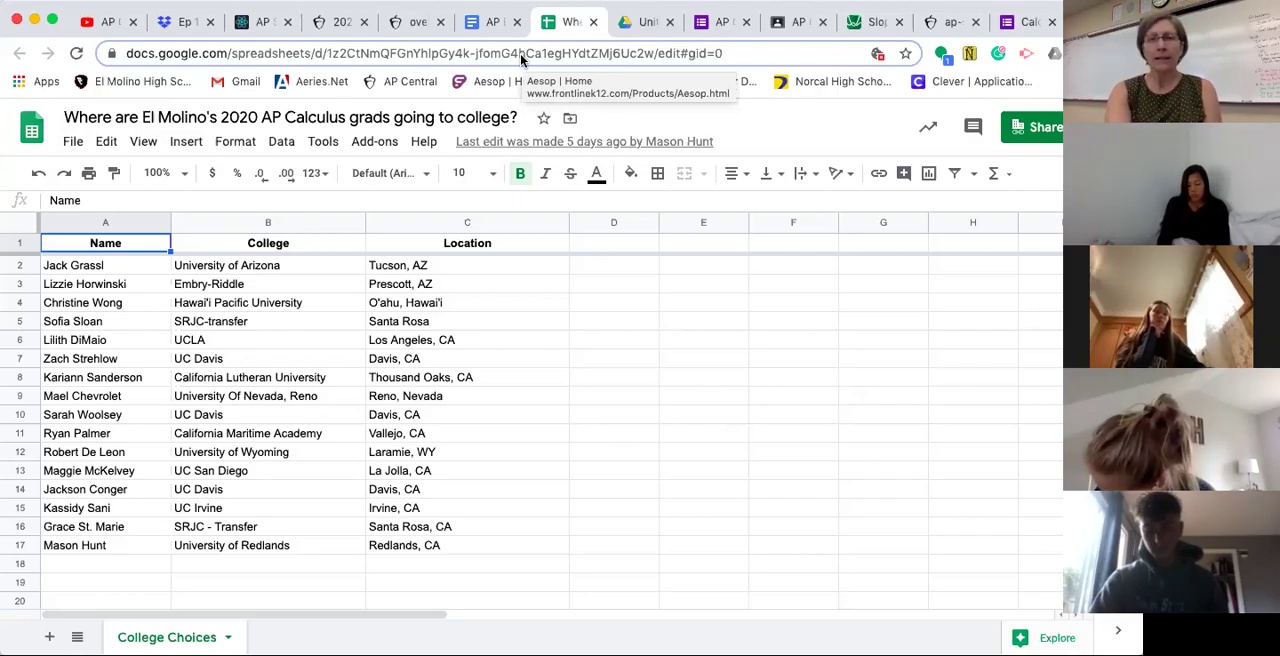 AP
Ep 1
AP S
202
ove
AP
Whe
Unit
AP
AP
Slop
ap-s
Calc
docs.google.com/spreadsheets/d/
/edit#gid=0
Apps
El Molino High Sc...
Gmail
Aeries.Net
AP Central
Aesop | H
D...
Norcal High Scho...
Clever | Applicatio...
Aesop | Home
www.frontlinek12.com/Products/Aesop.html
Where are El Molino's 2020 AP Calculus grads going to college?
File Edit View Insert Format Data Tools Add-ons Help Last edit was made 5 days ago by Mason Hunt
Share
100% $ % .0 .00 123 Default (Ari... 10 B I S A
fx Name
A B C D E F G H
1 Name College Location
2 Jack Grassl University of Arizona Tucson, AZ
3 Lizzie Horwinski Embry-Riddle Prescott, AZ
4 Christine Wong Hawai'i Pacific University O'ahu, Hawai'i
5 Sofia Sloan SRJC-transfer Santa Rosa
6 Lilith DiMaio UCLA Los Angeles, CA
7 Zach Strehlow UC Davis Davis, CA
8 Kariann Sanderson California Lutheran University Thousand Oaks, CA
9 Mael Chevrolet University Of Nevada, Reno Reno, Nevada
10 Sarah Woolsey UC Davis Davis, CA
11 Ryan Palmer California Maritime Academy Vallejo, CA
12 Robert De Leon University of Wyoming Laramie, WY
13 Maggie McKelvey UC San Diego La Jolla, CA
14 Jackson Conger UC Davis Davis, CA
15 Kassidy Sani UC Irvine Irvine, CA
16 Grace St. Marie SRJC - Transfer Santa Rosa, CA
17 Mason Hunt University of Redlands Redlands, CA
18
19
20
College Choices
Explore